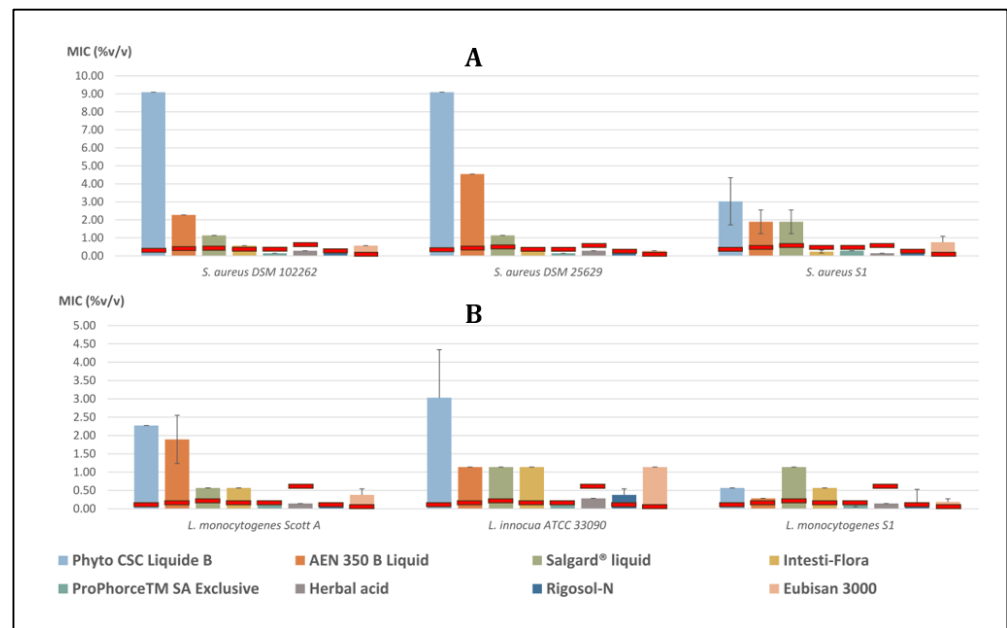 MIC (%v/v)
A
10.00
9.00
8.00
7.00
6.00
5.00
4.00
3.00
2.00
1.00
0.00
S. aureus DSM 102262 S. aureus DSM 25629 S. aureus S1
MIC (%v/v)
B
5.00
4.50
4.00
3.50
3.00
2.50
2.00
1.50
1.00
0.50
0.00
L. monocytogenes Scott A L. innocua ATCC 33090 L. monocytogenes S1
Phyto CSC Liquide B AEN 350 B Liquid Salgard® liquid Intesti-Flora
ProPhorceTM SA Exclusive Herbal acid Rigosol-N Eubisan 3000